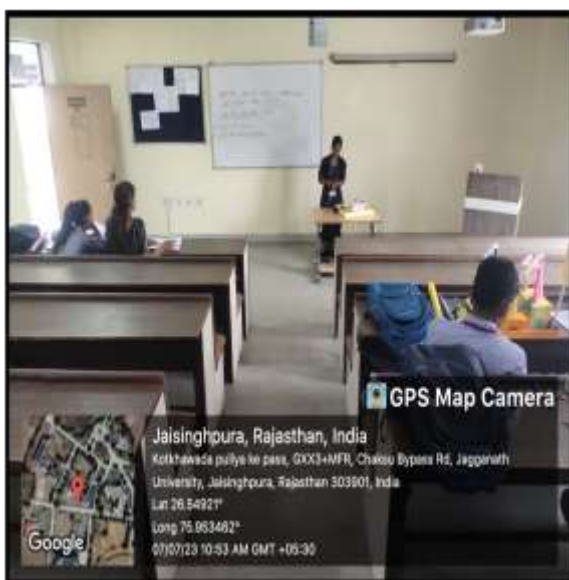 GPS Map Camera
Jaisinghpura, Rajasthan, India
Kotkhawada puliya ke pass, GXX3+MFR, Chaksu Bypass Rd, Jagganath
University, Jaisinghpura, Rajasthan 303901, India
Lat 26.54921°
Long 75.953462°
07/07/23 10:53 AM GMT +05:30
Google